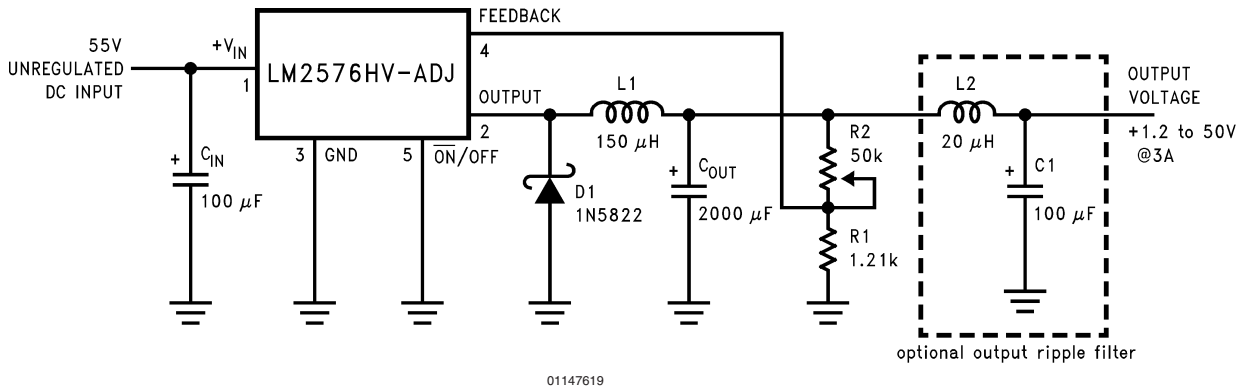 55V
UNREGULATED
DC INPUT
+VIN
1
LM2576HV-ADJ
FEEDBACK
4
OUTPUT
2
3 GND
5 ON/OFF
+ CIN
100 μF
D1
1N5822
L1
150 μH
+ COUT
2000 μF
R2
50k
R1
1.21k
L2
20 μH
+ C1
100 μF
OUTPUT
VOLTAGE
+1.2 to 50V
@3A
optional output ripple filter
01147619